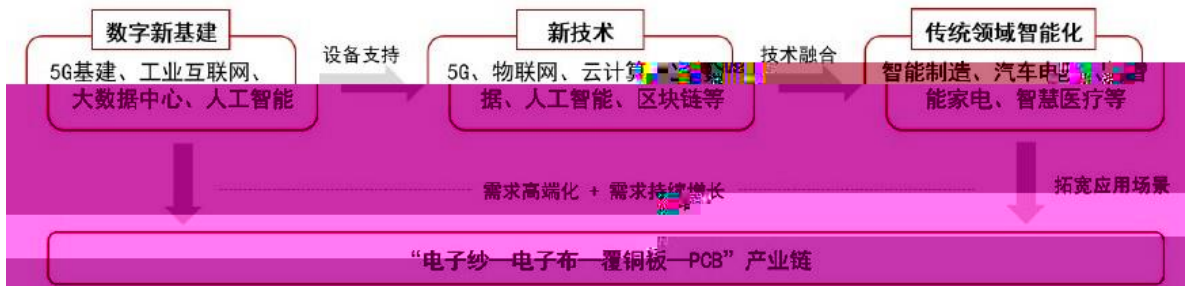 数字新基建
新技术
传统领域智能化
设备支持
技术融合
5G基建、工业互联网、
大数据中心、人工智能
5G、物联网、云计算
据、人工智能、区块链等
智能制造、汽车电
能家电、智慧医疗等
需求高端化 + 需求持续增长
拓宽应用场景
“电子纱—电子布—覆铜板—PCB”产业链